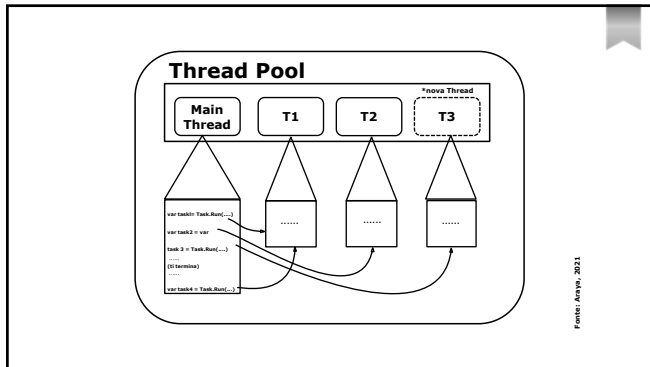 Thread Pool
*nova Thread
Main
Thread
T1
T2
T3
var task1= Task.Run(....)
var task2 = var
task 3 = Task.Run(....)
......
(t1 termina)
......
var task4 = Task.Run(...)
......
......
......
Fonte: Araya, 2021